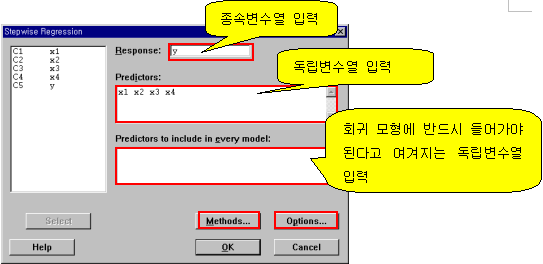 Stepwise Regression
종속변수열 입력
C1 x1
C2 x2
C3 x3
C4 x4
C5 y
Response:
y
독립변수열 입력
Predictors:
x1 x2 x3 x4
회귀 모형에 반드시 들어가야
된다고 여겨지는 독립변수열
입력
Predictors to include in every model:
Select
Methods...
Options...
Help
OK
Cancel